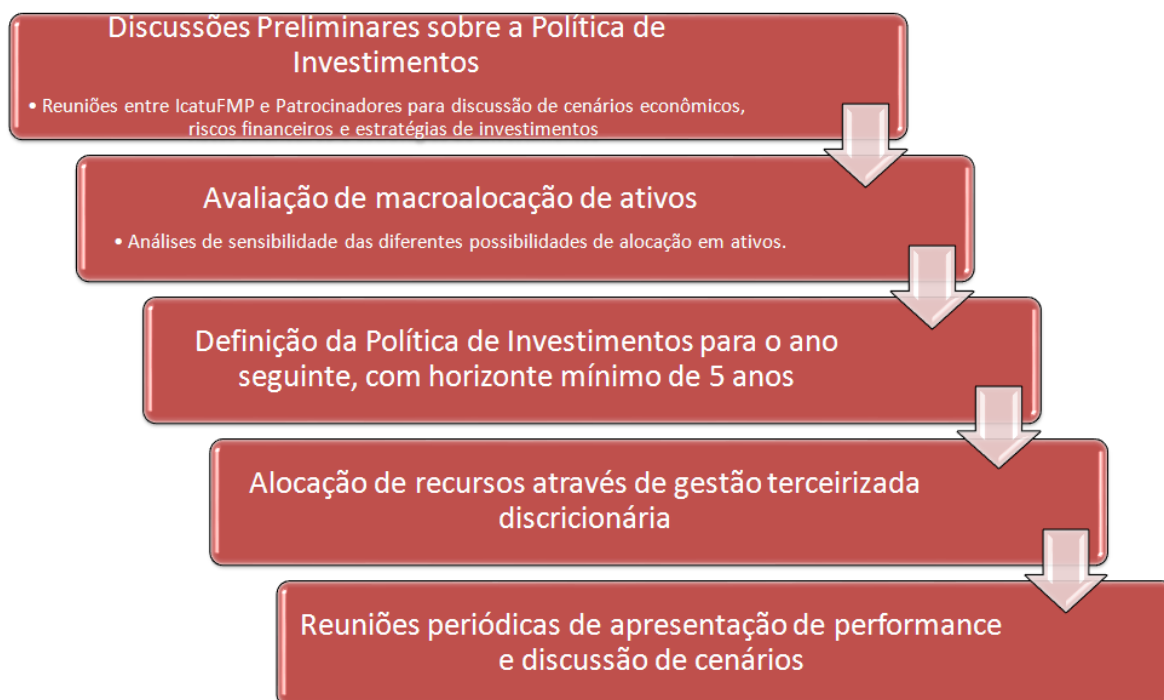 Discussões Preliminares sobre a Política de
Investimentos
• Reuniões entre IcatuFMP e Patrocinadores para discussão de cenários econômicos,
riscos financeiros e estratégias de investimentos
Avaliação de macroalocação de ativos
• Análises de sensibilidade das diferentes possibilidades de alocação em ativos.
Definição da Política de Investimentos para o ano
seguinte, com horizonte mínimo de 5 anos
Alocação de recursos através de gestão terceirizada
discricionária
Reuniões periódicas de apresentação de performance
e discussão de cenários